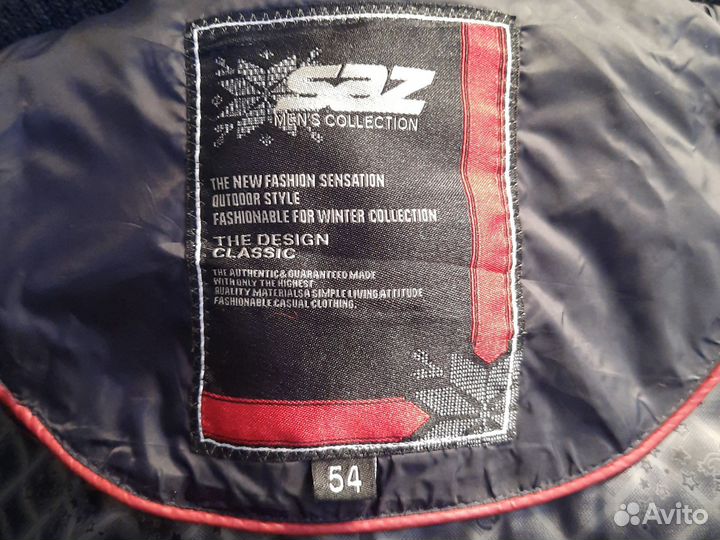 saz
MEN'S COLLECTION
THE NEW FASHION SENSATION
OUTDOOR STYLE
FASHIONABLE FOR WINTER COLLECTION
THE DESIGN
CLASSIC
THE AUTHENTIC&GUARANTEED MADE
WITH ONLY THE HIGHEST
QUALITY MATERIALSA SIMPLE LIVING ATTITUDE
FASHIONABLE CASUAL CLOTHING.
54
Avito